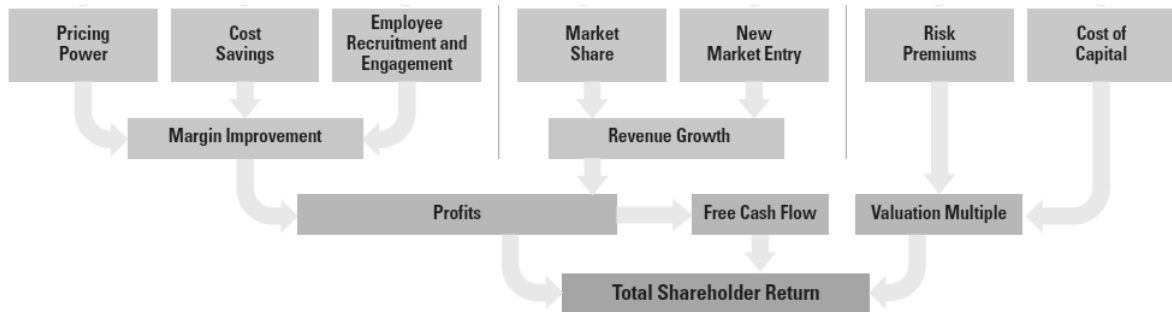 Pricing
Power
Cost
Savings
Employee
Recruitment and
Engagement
Market
Share
New
Market Entry
Risk
Premiums
Cost of
Capital
Margin Improvement
Revenue Growth
Profits
Free Cash Flow
Valuation Multiple
Total Shareholder Return